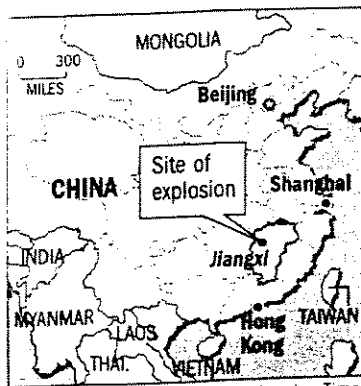 MONGOLIA
0 300
MILES
Beijing
Site of
explosion
CHINA
Shanghai
INDIA
Jiangxi
MYANMAR
LAOS
Hong
Kong
TAIWAN
THAI.
VIETNAM